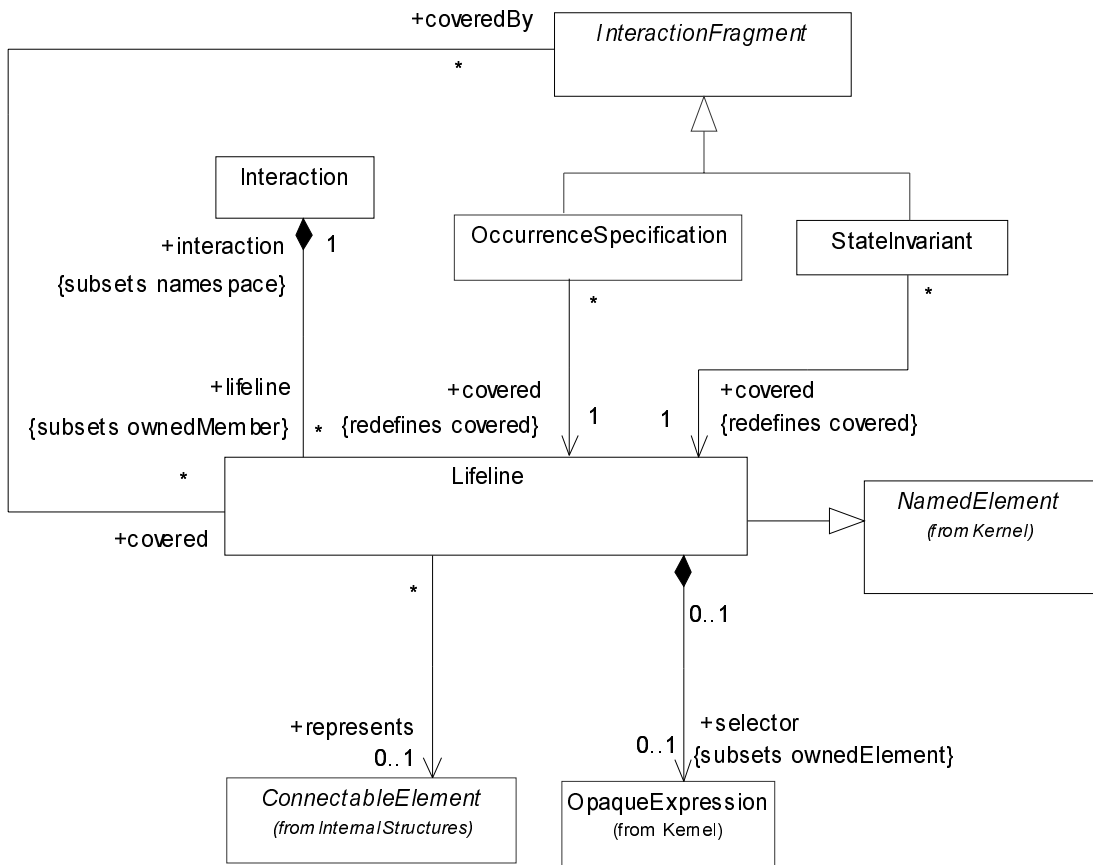 +coveredBy
*
InteractionFragment
Interaction
+interaction
1
{subsets namespace}
OccurrenceSpecification
*
StateInvariant
*
+lifeline
{subsets ownedMember}
*
+covered
{redefines covered}
1
+covered
1
{redefines covered}
*
+covered
Lifeline
NamedElement
(from Kernel)
*
0..1
+represents
0..1
+selector
0..1
{subsets ownedElement}
ConnectableElement
(from InternalStructures)
OpaqueExpression
(from Kernel)